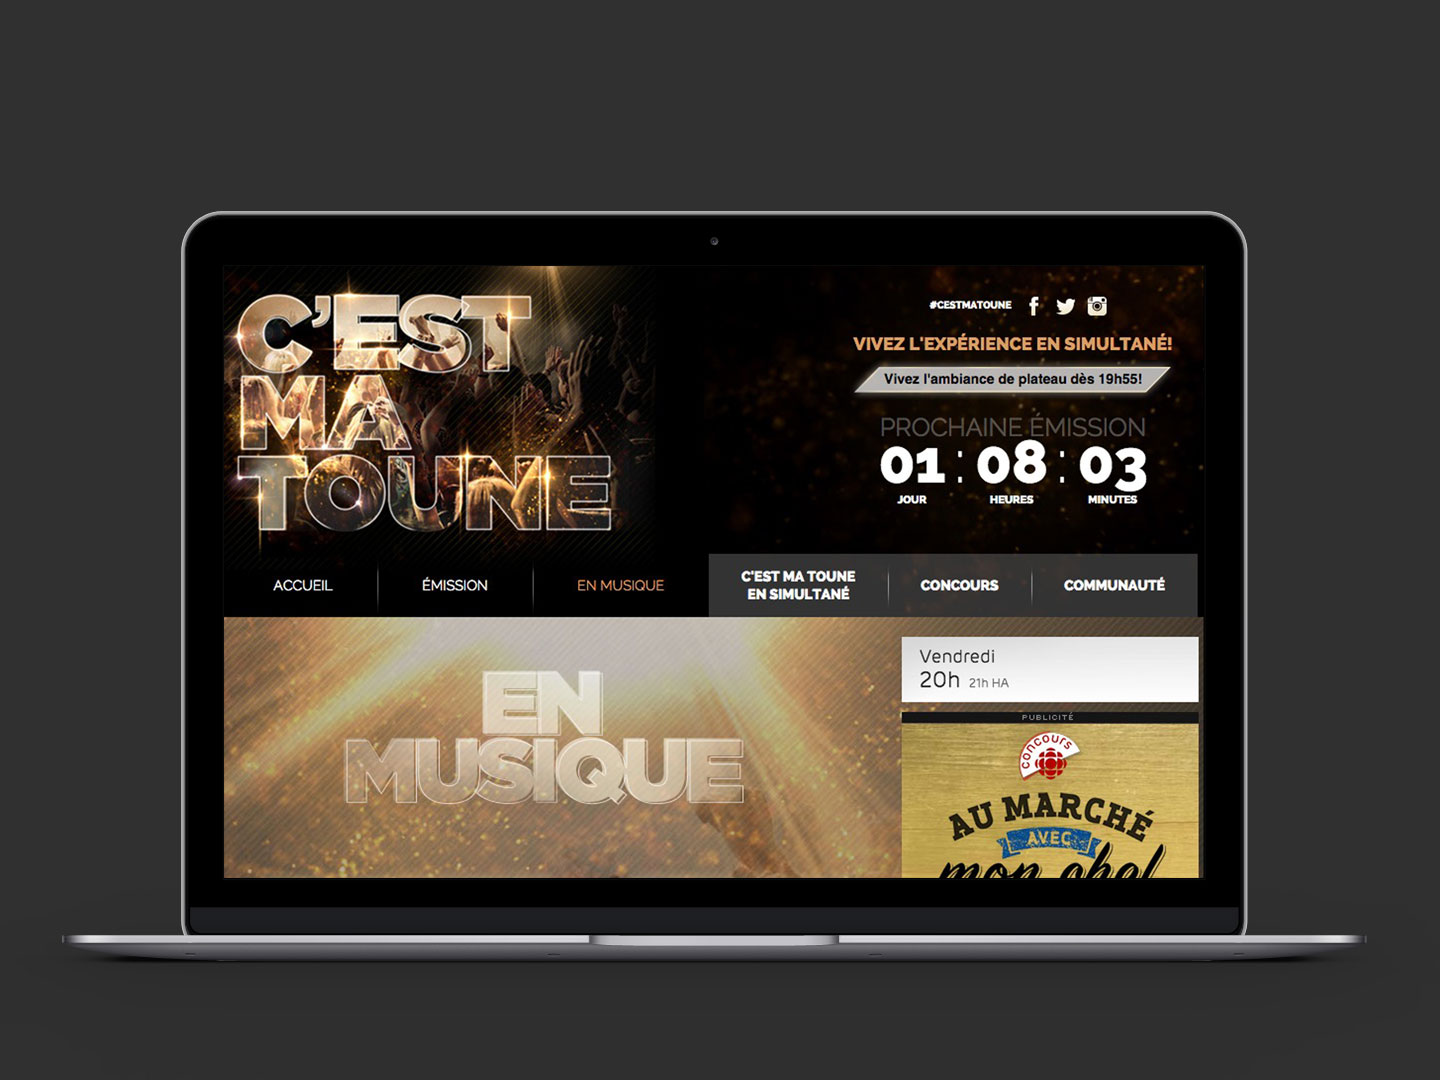 C'EST
MA
TOUNE
#CESTMATOUNE
VIVEZ L'EXPÉRIENCE EN SIMULTANÉ!
Vivez l'ambiance de plateau dès 19h55!
PROCHAINE ÉMISSION
01 : 08 : 03
JOUR HEURES MINUTES
ACCUEIL ÉMISSION EN MUSIQUE
C'EST MA TOUNE
EN SIMULTANÉ
CONCOURS COMMUNAUTÉ
EN
MUSIQUE
Vendredi
20h 21h HA
PUBLICITÉ
concours
AU MARCHÉ
AVEC
mon chef